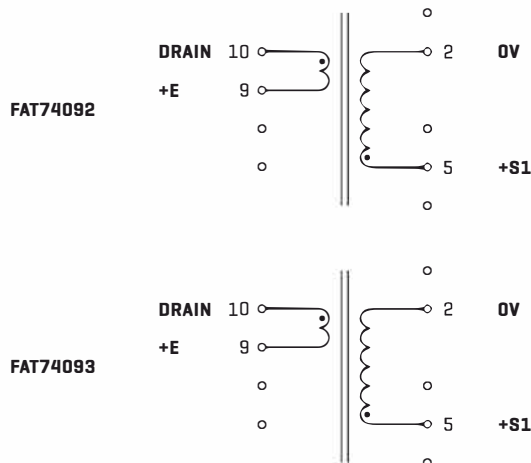 DRAIN 10 2 0V
+E 9
FAT74092
5 +S1
DRAIN 10 2 0V
+E 9
FAT74093
5 +S1